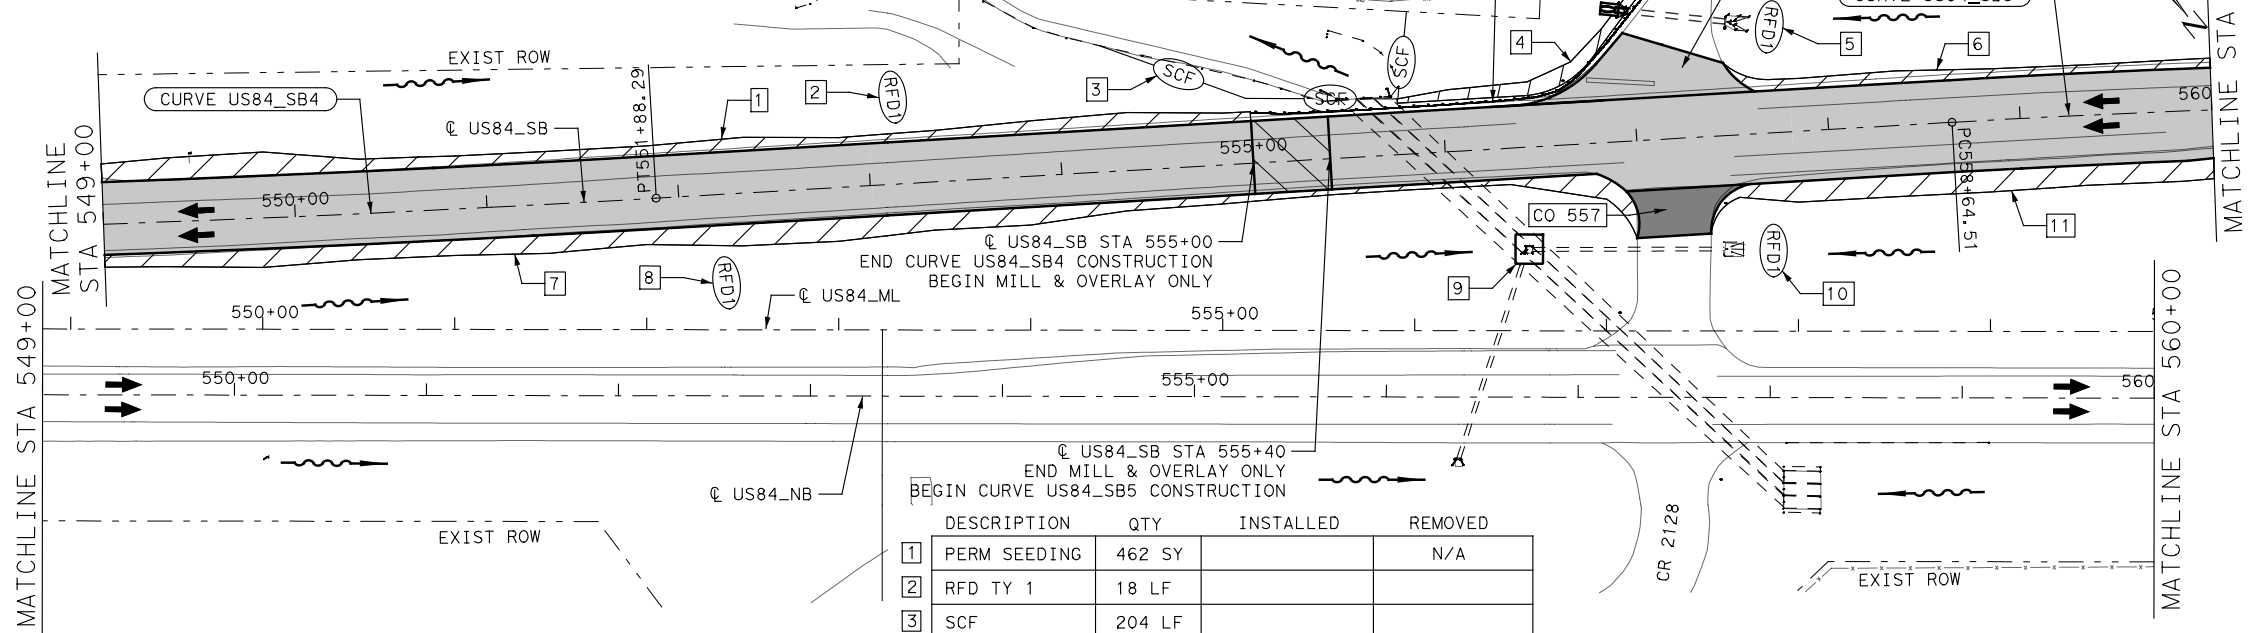 EXIST ROW
CURVE US84_SB4
℄ US84_SB
PT551+88.29
1
2
RFD1
3
SCF
SCF
SCF
4
RFD1
5
6
560
MATCHLINE STA
MATCHLINE
STA 549+00
550+00
555+00
CO 557
PC558+64.51
11
℄ US84_SB STA 555+00
END CURVE US84_SB4 CONSTRUCTION
BEGIN MILL & OVERLAY ONLY
7
8
RFD1
9
RFD1
10
℄ US84_ML
550+00
555+00
MATCHLINE STA 549+00
MATCHLINE STA 560+00
550+00
555+00
560
℄ US84_NB
℄ US84_SB STA 555+40
END MILL & OVERLAY ONLY
BEGIN CURVE US84_SB5 CONSTRUCTION
EXIST ROW
CR 2128
EXIST ROW
DESCRIPTION QTY INSTALLED REMOVED
1 PERM SEEDING 462 SY N/A
2 RFD TY 1 18 LF
3 SCF 204 LF